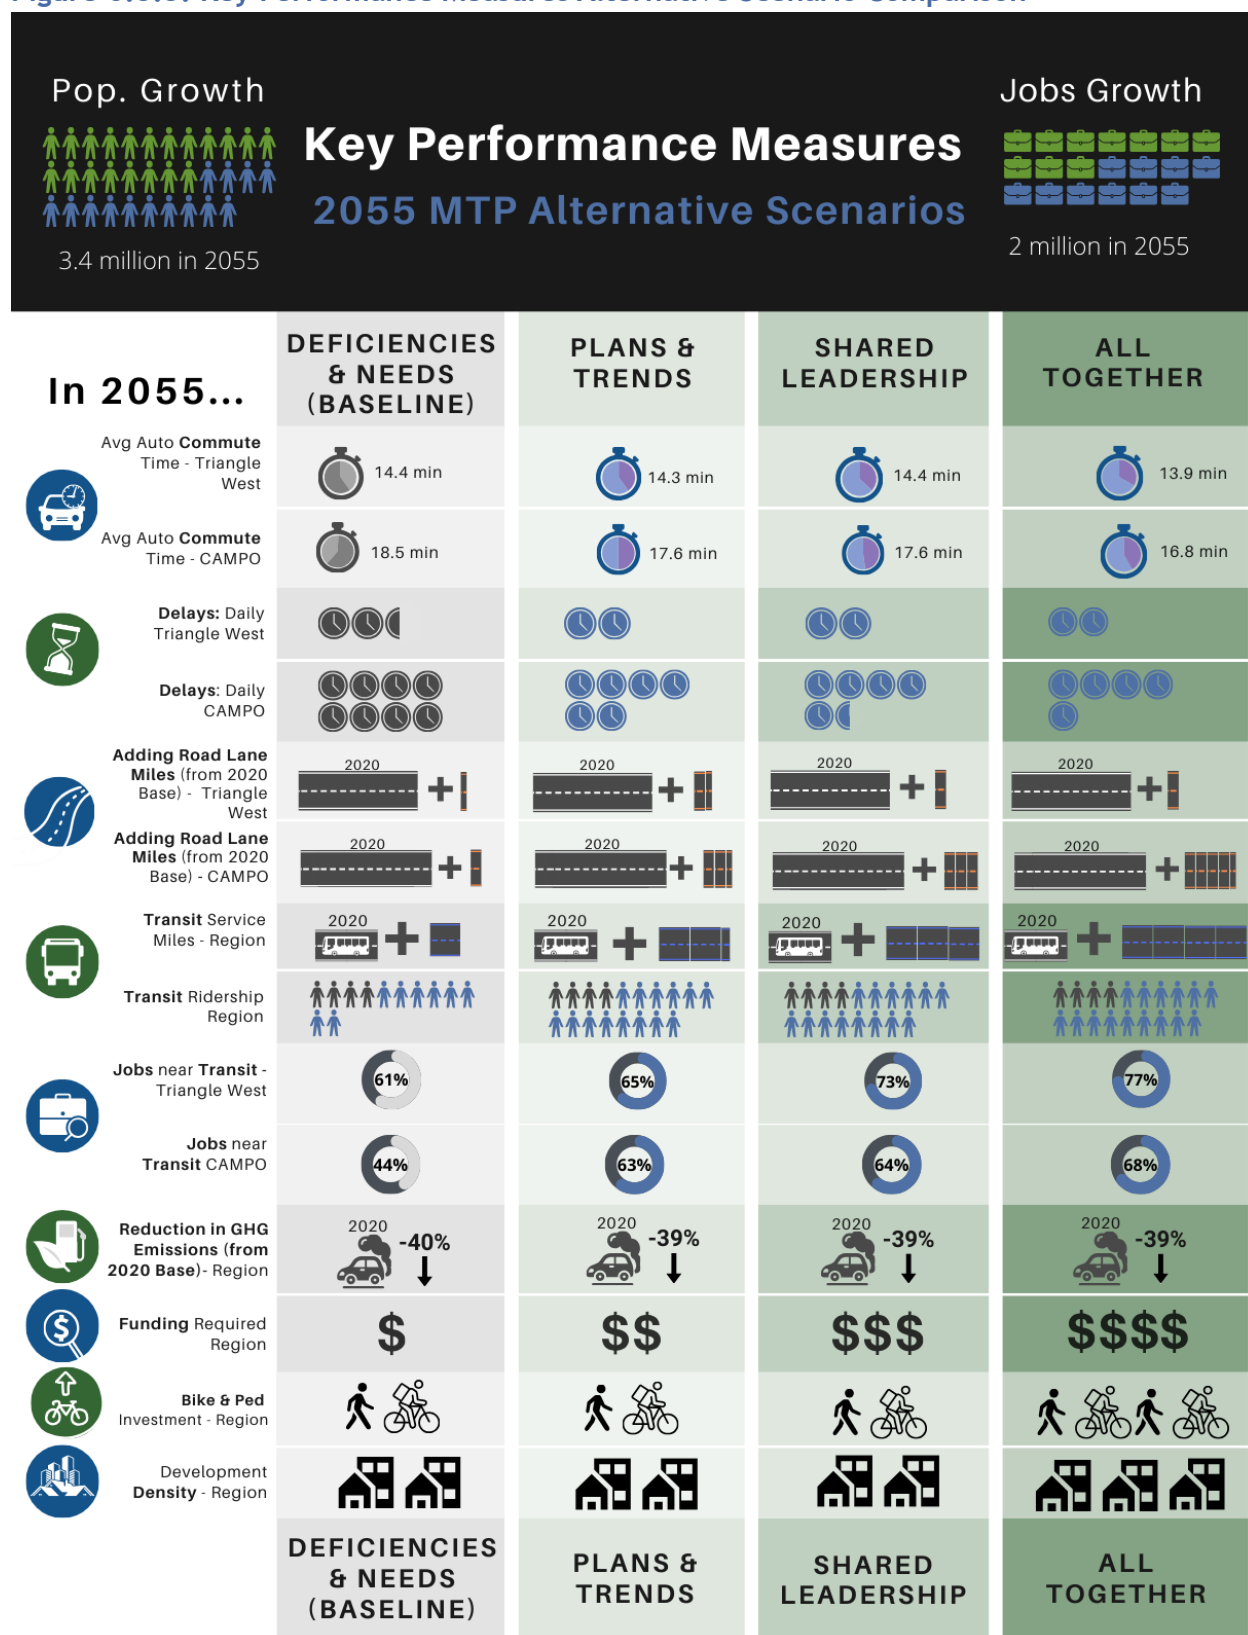 Pop. Growth
Jobs Growth
Key Performance Measures
2055 MTP Alternative Scenarios
3.4 million in 2055
2 million in 2055
In 2055...
DEFICIENCIES
& NEEDS
(BASELINE)
PLANS &
TRENDS
SHARED
LEADERSHIP
ALL
TOGETHER
Avg Auto Commute
Time - Triangle
West
14.4 min
14.3 min
14.4 min
13.9 min
Avg Auto Commute
Time - CAMPO
18.5 min
17.6 min
17.6 min
16.8 min
Delays: Daily
Triangle West
Delays: Daily
CAMPO
Adding Road Lane
Miles (from 2020
Base) - Triangle
West
2020
2020
2020
2020
Adding Road Lane
Miles (from 2020
Base) - CAMPO
2020
2020
2020
2020
Transit Service
Miles - Region
2020
2020
2020
2020
Transit Ridership
Region
Jobs near Transit -
Triangle West
61%
65%
73%
77%
Jobs near
Transit CAMPO
44%
63%
64%
68%
Reduction in GHG
Emissions (from
2020 Base)- Region
2020
-40%
2020
-39%
2020
-39%
2020
-39%
Funding Required
Region
$
$$
$$$
$$$$
Bike & Ped
Investment - Region
Development
Density - Region
DEFICIENCIES
& NEEDS
(BASELINE)
PLANS &
TRENDS
SHARED
LEADERSHIP
ALL
TOGETHER